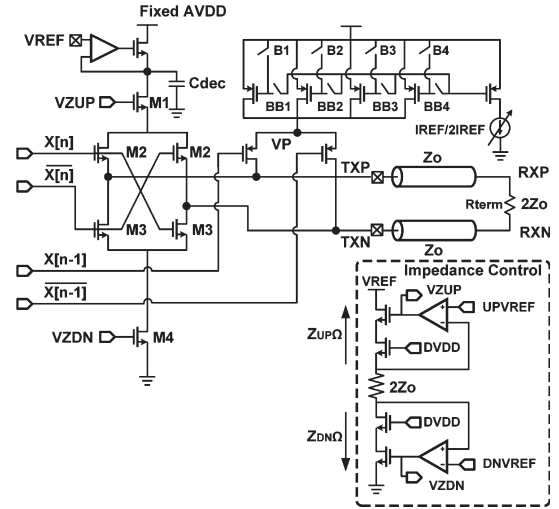 Fixed AVDD
VREF
Cdec
VZUP
M1
X[n]
M2
M2
X[n]
M3
M3
X[n-1]
X[n-1]
VZDN
M4
B1
B2
B3
B4
BB1
BB2
BB3
BB4
IREF/2IREF
VP
TXP
Zo
RXP
Rterm
2Zo
TXN
Zo
RXN
Impedance Control
VREF
VZUP
UPVREF
ZUPΩ
DVDD
+
-
2Zo
ZDNΩ
DVDD
+
-
DNVREF
VZDN